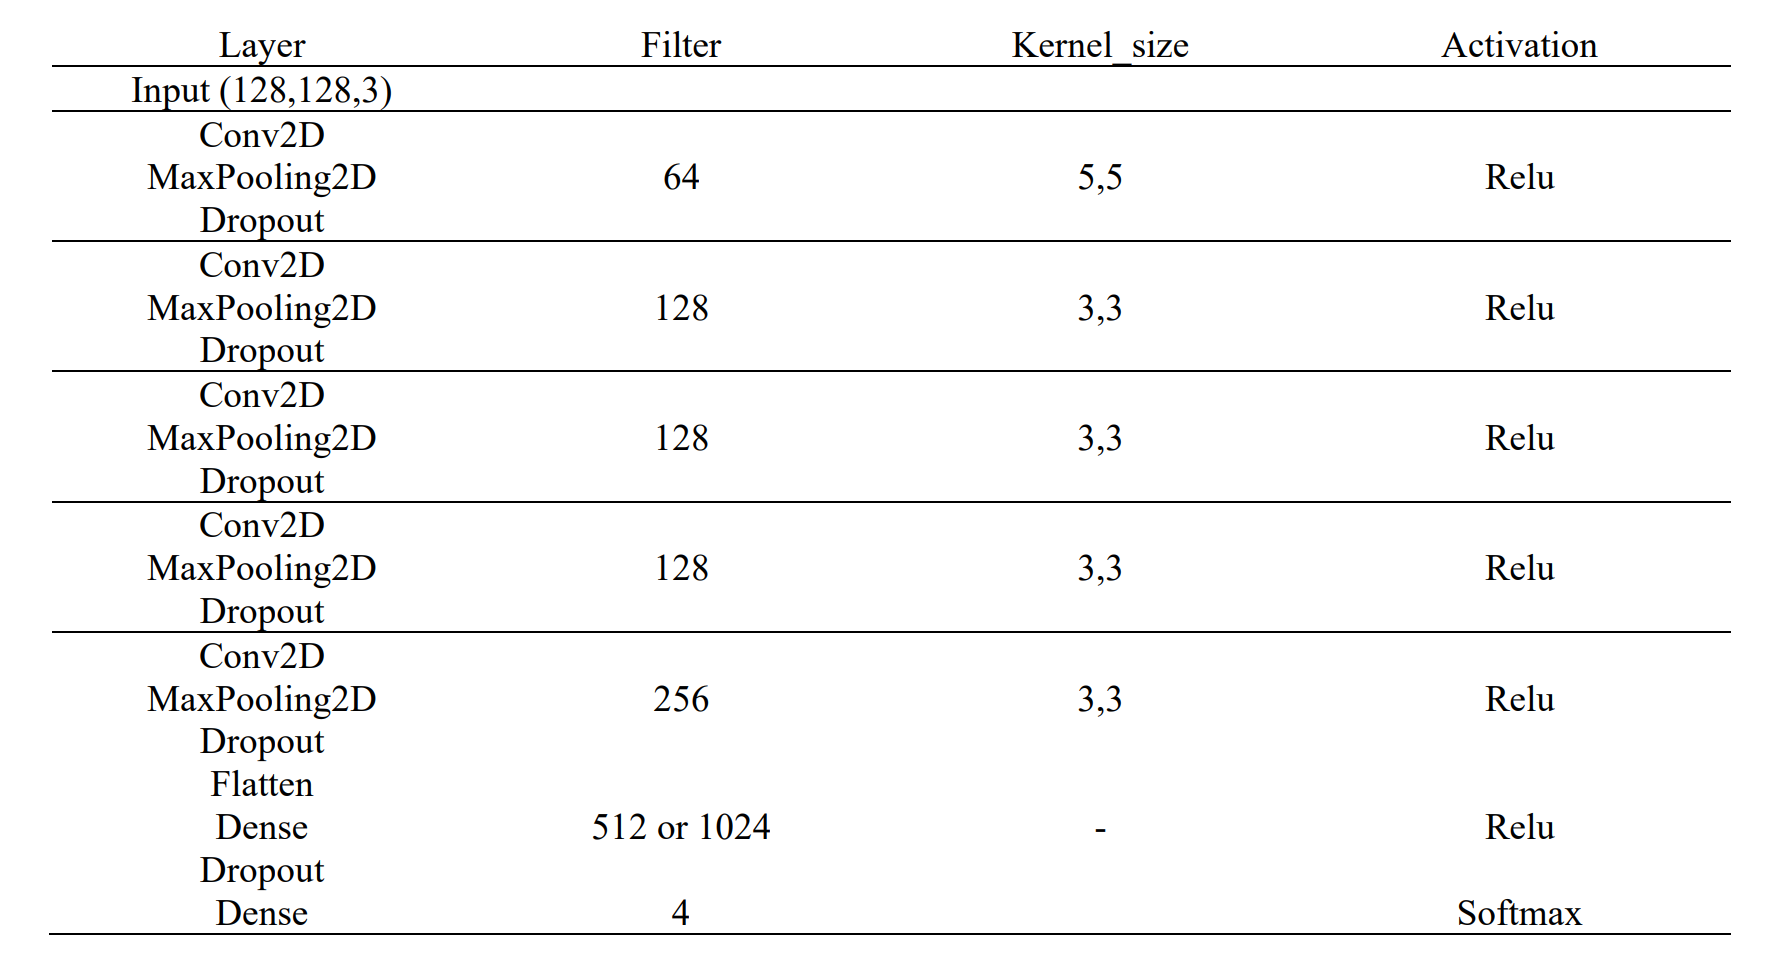 Layer Filter Kernel_size Activation
Input (128,128,3)
Conv2D
MaxPooling2D 64 5,5 Relu
Dropout
Conv2D
MaxPooling2D 128 3,3 Relu
Dropout
Conv2D
MaxPooling2D 128 3,3 Relu
Dropout
Conv2D
MaxPooling2D 128 3,3 Relu
Dropout
Conv2D
MaxPooling2D 256 3,3 Relu
Dropout
Flatten
Dense 512 or 1024 - Relu
Dropout
Dense 4 Softmax